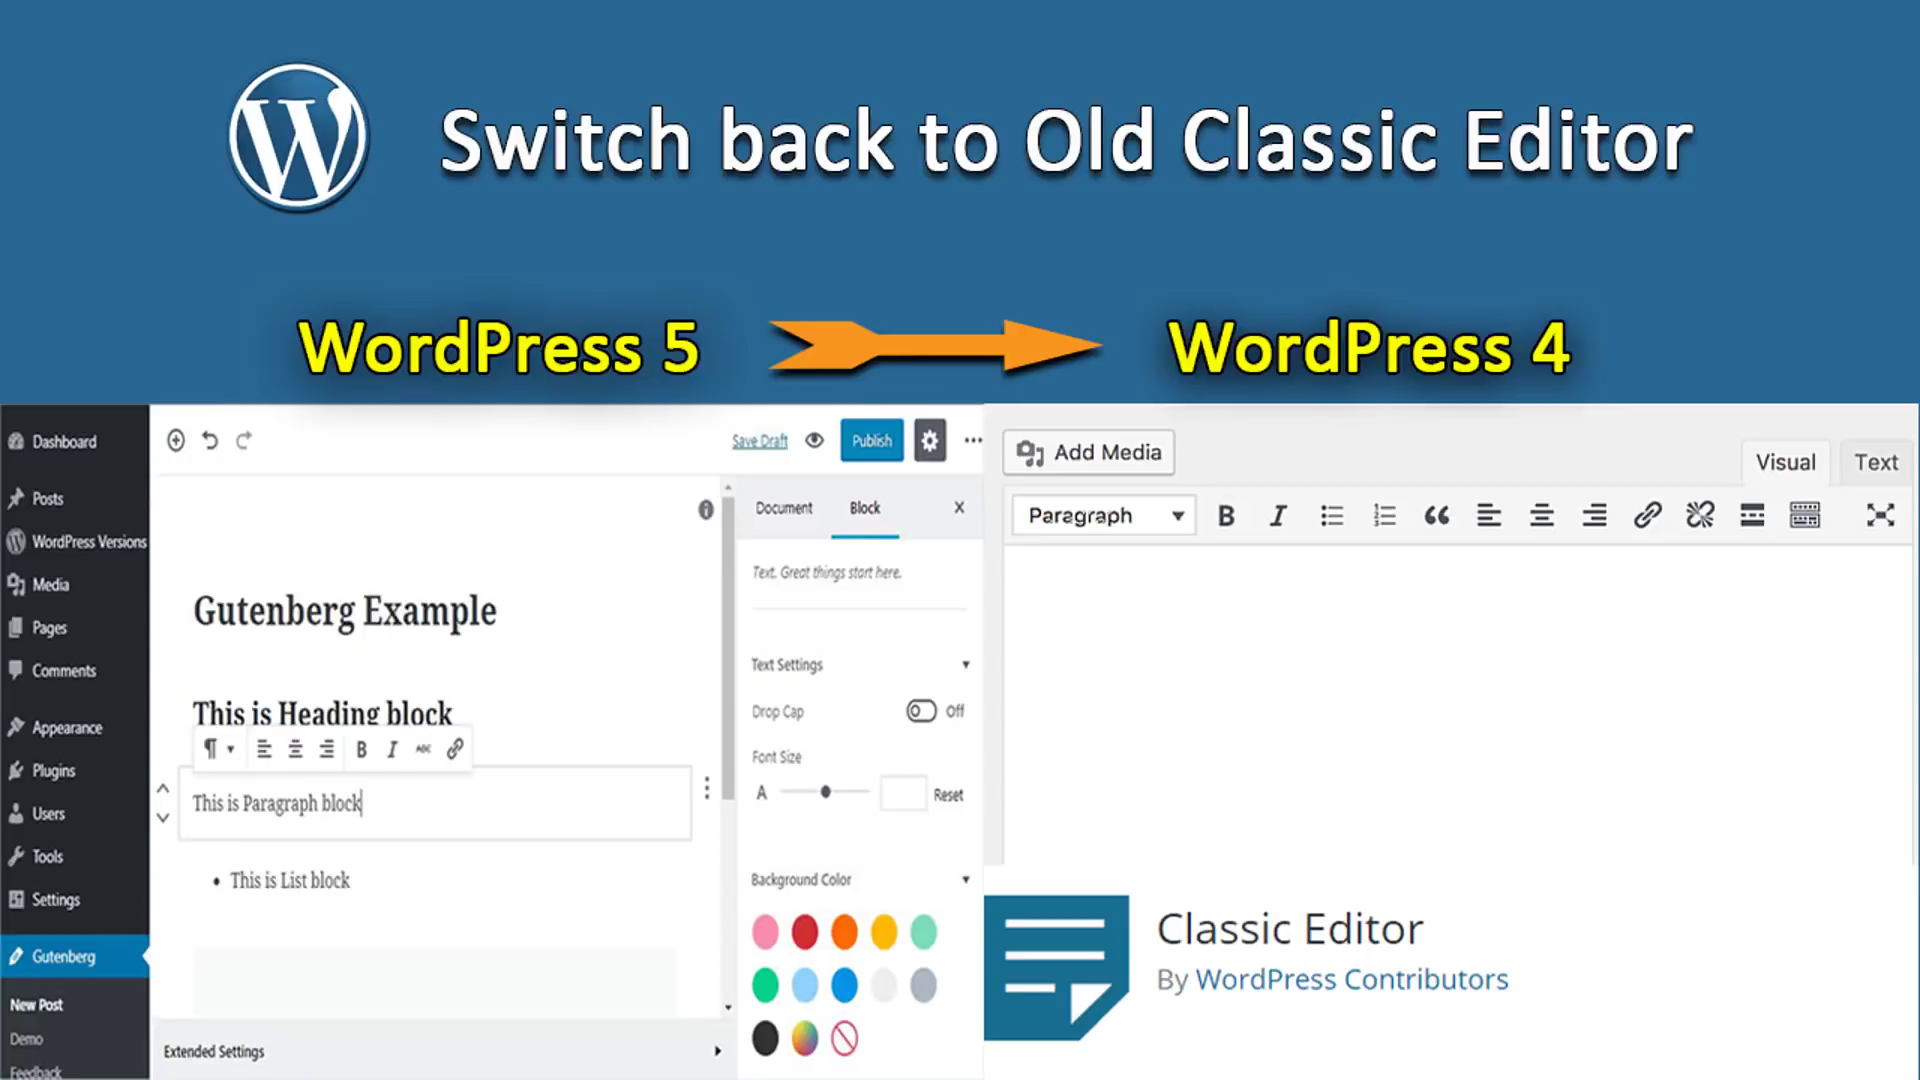 Switch back to Old Classic Editor
WordPress 5
WordPress 4
Dashboard
Posts
WordPress Versions
Media
Pages
Comments
Appearance
Plugins
Users
Tools
Settings
Gutenberg
New Post
Demo
Feedback
Save Draft
Publish
Gutenberg Example
This is Heading block
B I ABC
This is Paragraph block
• This is List block
Extended Settings
Document
Block
X
Text. Great things start here.
Text Settings
Drop Cap
Off
Font Size
A
Reset
Background Color
Add Media
Visual
Text
Paragraph
B I
Classic Editor
By WordPress Contributors